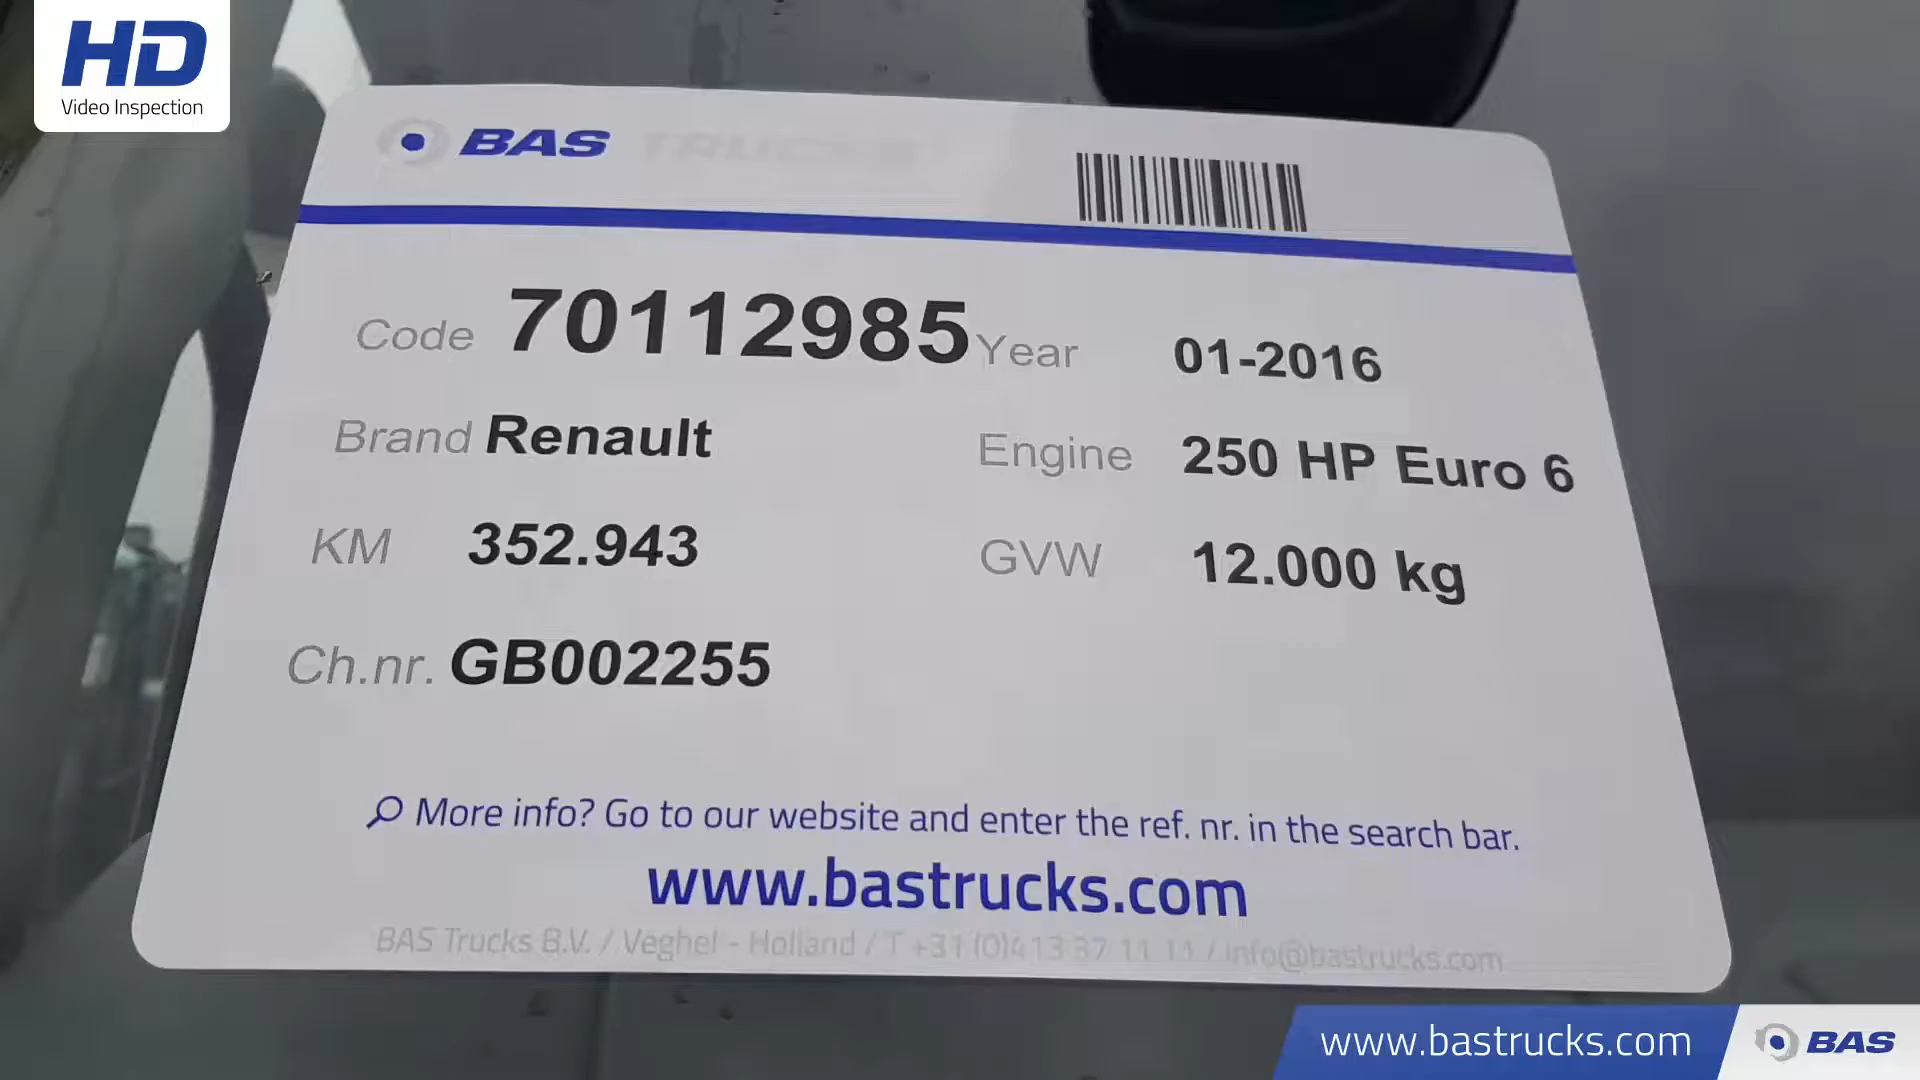 HD
Video Inspection
BAS TRUCKS
Code 70112985 Year 01-2016
Brand Renault Engine 250 HP Euro 6
KM 352.943 GVW 12.000 kg
Ch.nr. GB002255
More info? Go to our website and enter the ref. nr. in the search bar.
www.bastrucks.com
BAS Trucks B.V. / Veghel - Holland / T +31 (0)413 37 11 11 / info@bastrucks.com
www.bastrucks.com BAS